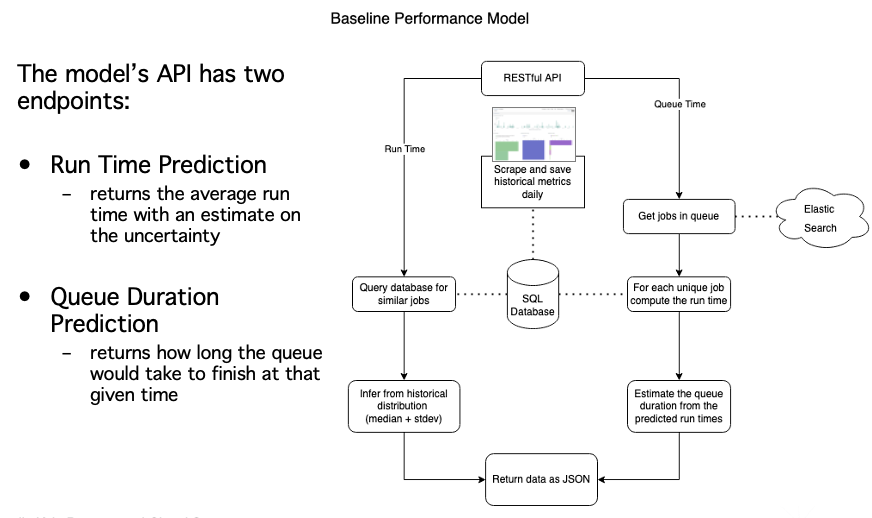 Baseline Performance Model
The model's API has two
endpoints:
• Run Time Prediction
– returns the average run
time with an estimate on
the uncertainty
• Queue Duration
Prediction
– returns how long the queue
would take to finish at that
given time
RESTful API
Run Time
Queue Time
Scrape and save
historical metrics
daily
Get jobs in queue
Elastic
Search
Query database for
similar jobs
SQL
Database
For each unique job
compute the run time
Infer from historical
distribution
(median + stdev)
Estimate the queue
duration from the
predicted run times
Return data as JSON